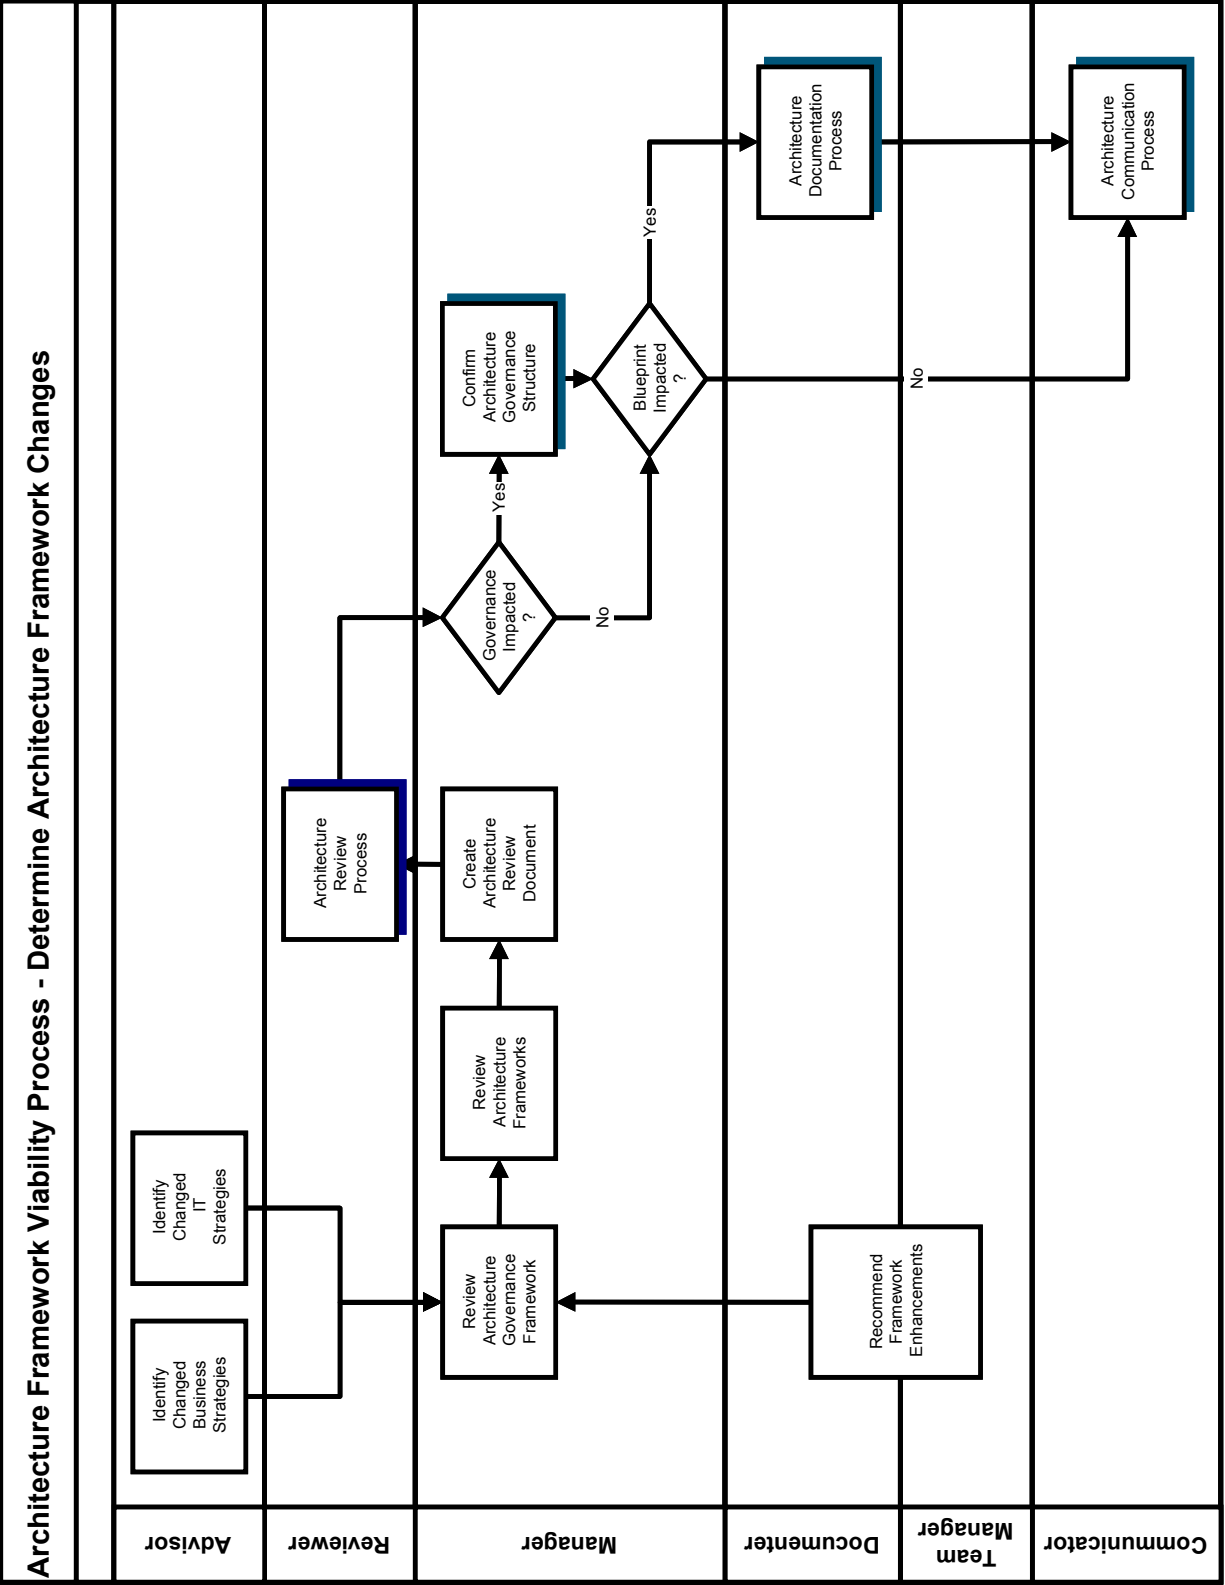 Architecture Framework Viability Process - Determine Architecture Framework Changes
Advisor
Identify
Changed
Business
Strategies
Identify
Changed
IT
Strategies
Reviewer
Architecture
Review
Process
Manager
Review
Architecture
Governance
Framework
Review
Architecture
Frameworks
Create
Architecture
Review
Document
Governance
Impacted
?
Yes
No
Confirm
Architecture
Governance
Structure
Blueprint
Impacted
?
Yes
No
Documenter
Architecture
Documentation
Process
Team
Manager
Recommend
Framework
Enhancements
Communicator
Architecture
Communication
Process